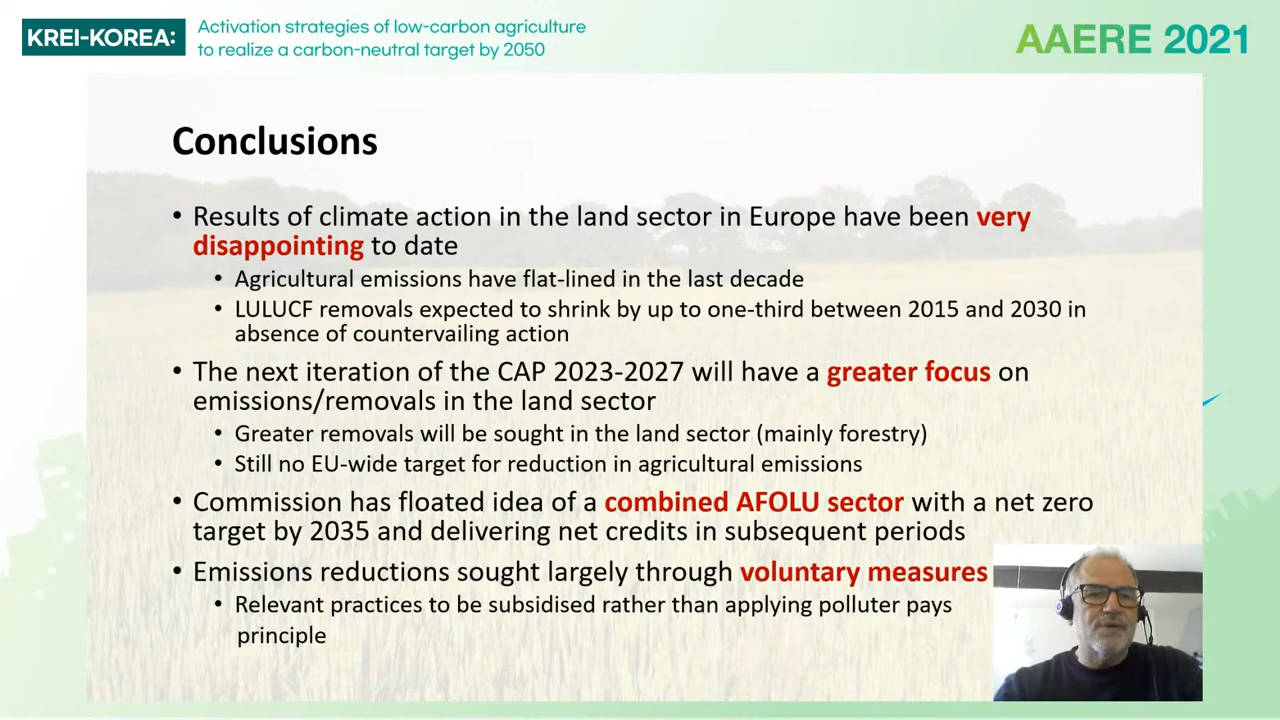 KREI-KOREA:
Activation strategies of low-carbon agriculture
to realize a carbon-neutral target by 2050
AAERE 2021
Conclusions
• Results of climate action in the land sector in Europe have been very
disappointing to date
• Agricultural emissions have flat-lined in the last decade
• LULUCF removals expected to shrink by up to one-third between 2015 and 2030 in
absence of countervailing action
• The next iteration of the CAP 2023-2027 will have a greater focus on
emissions/removals in the land sector
• Greater removals will be sought in the land sector (mainly forestry)
• Still no EU-wide target for reduction in agricultural emissions
• Commission has floated idea of a combined AFOLU sector with a net zero
target by 2035 and delivering net credits in subsequent periods
• Emissions reductions sought largely through voluntary measures
• Relevant practices to be subsidised rather than applying polluter pays
principle